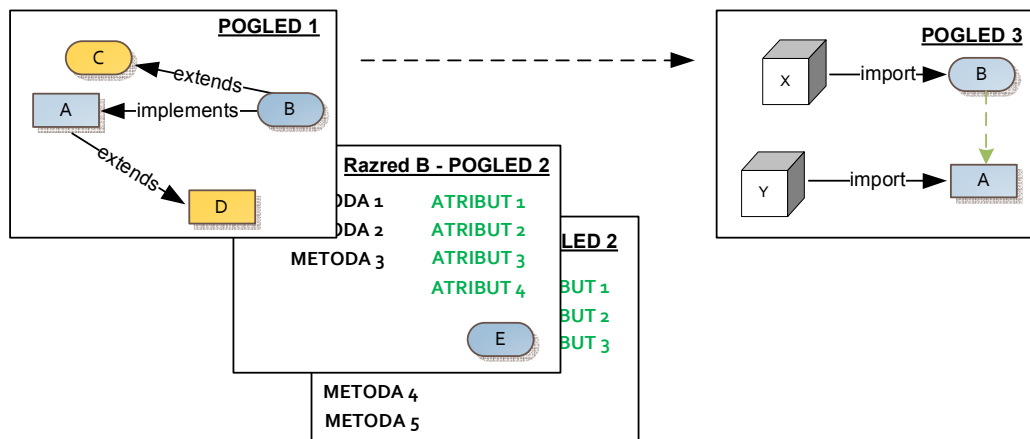 POGLED 1
C
extends
A
implements
B
extends
D
Razred B - POGLED 2
ODA 1 ATRIBUT 1
ODA 2 ATRIBUT 2
METODA 3 ATRIBUT 3
ATRIBUT 4
E
LED 2
BUT 1
BUT 2
BUT 3
METODA 4
METODA 5
POGLED 3
X
import
B
Y
import
A